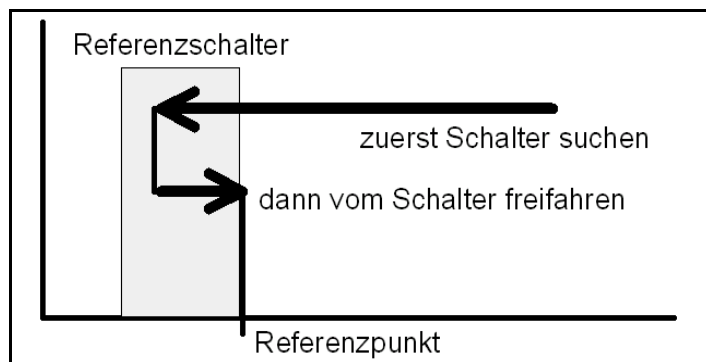 Referenzschalter
zuerst Schalter suchen
dann vom Schalter freifahren
Referenzpunkt